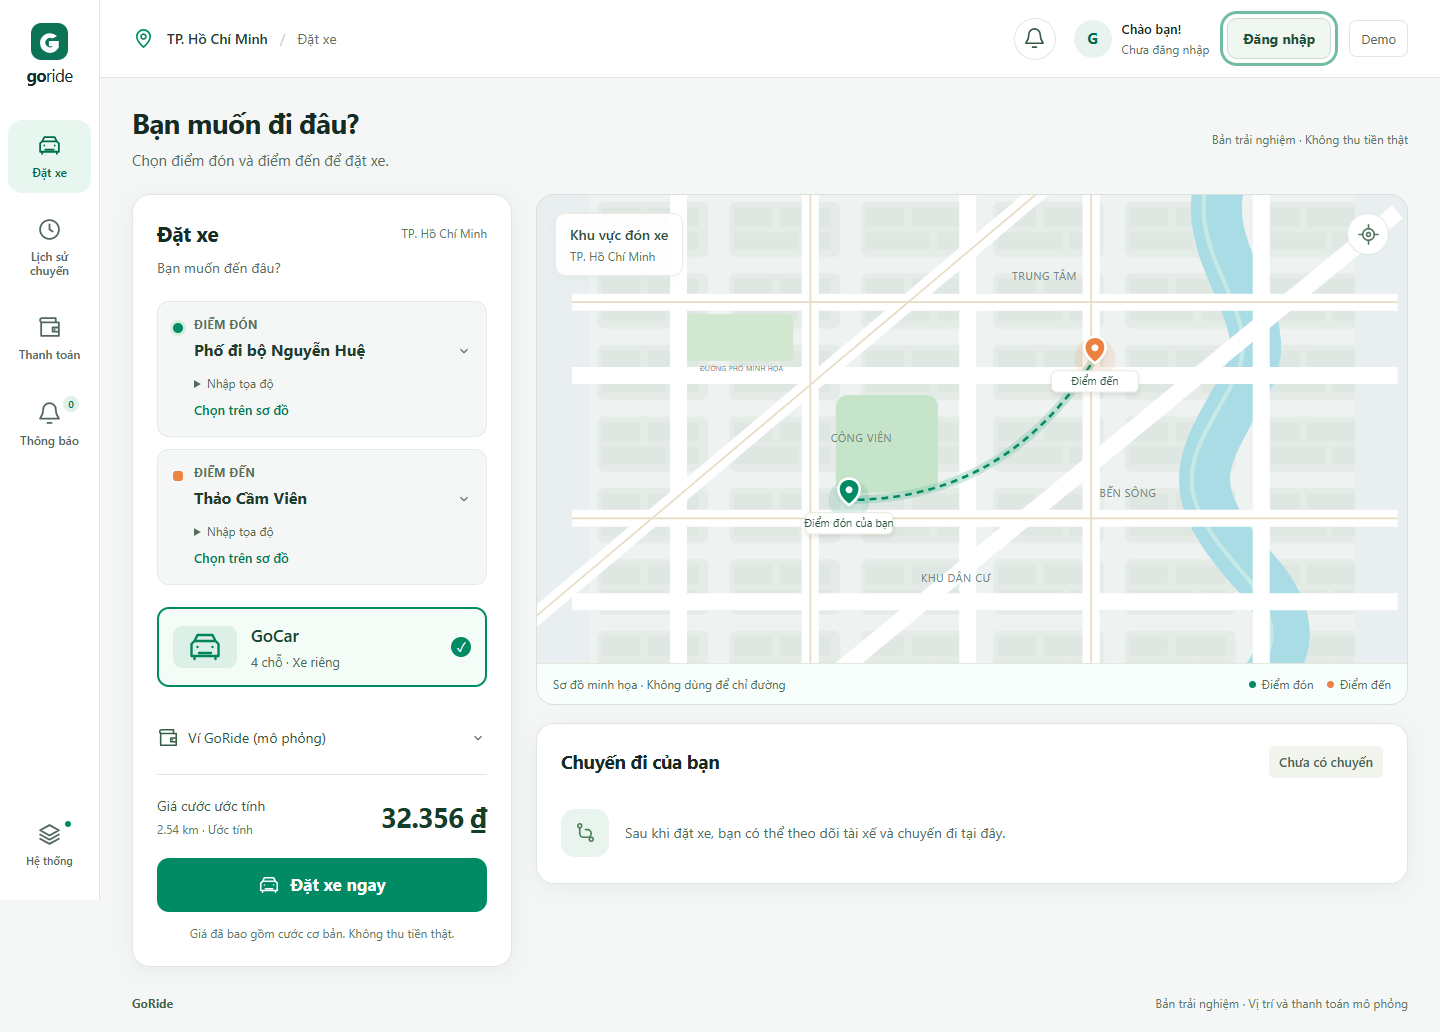 goride
Đặt xe
Lịch sử
chuyến
Thanh toán
0
Thông báo
Hệ thống
TP. Hồ Chí Minh / Đặt xe
G
Chào bạn!
Chưa đăng nhập
Đăng nhập
Demo
Bạn muốn đi đâu?
Chọn điểm đón và điểm đến để đặt xe.
Bản trải nghiệm · Không thu tiền thật
Đặt xe
TP. Hồ Chí Minh
Bạn muốn đến đâu?
ĐIỂM ĐÓN
Phố đi bộ Nguyễn Huệ
Nhập tọa độ
Chọn trên sơ đồ
ĐIỂM ĐẾN
Thảo Cầm Viên
Nhập tọa độ
Chọn trên sơ đồ
GoCar
4 chỗ · Xe riêng
Ví GoRide (mô phỏng)
Giá cước ước tính
2.54 km · Ước tính
32.356 ₫
Đặt xe ngay
Giá đã bao gồm cước cơ bản. Không thu tiền thật.
Khu vực đón xe
TP. Hồ Chí Minh
TRUNG TÂM
ĐƯỜNG PHỐ MINH HỌA
Điểm đến
CÔNG VIÊN
BẾN SÔNG
Điểm đón của bạn
KHU DÂN CƯ
Sơ đồ minh họa · Không dùng để chỉ đường
Điểm đón
Điểm đến
Chuyến đi của bạn
Chưa có chuyến
Sau khi đặt xe, bạn có thể theo dõi tài xế và chuyến đi tại đây.
GoRide
Bản trải nghiệm · Vị trí và thanh toán mô phỏng